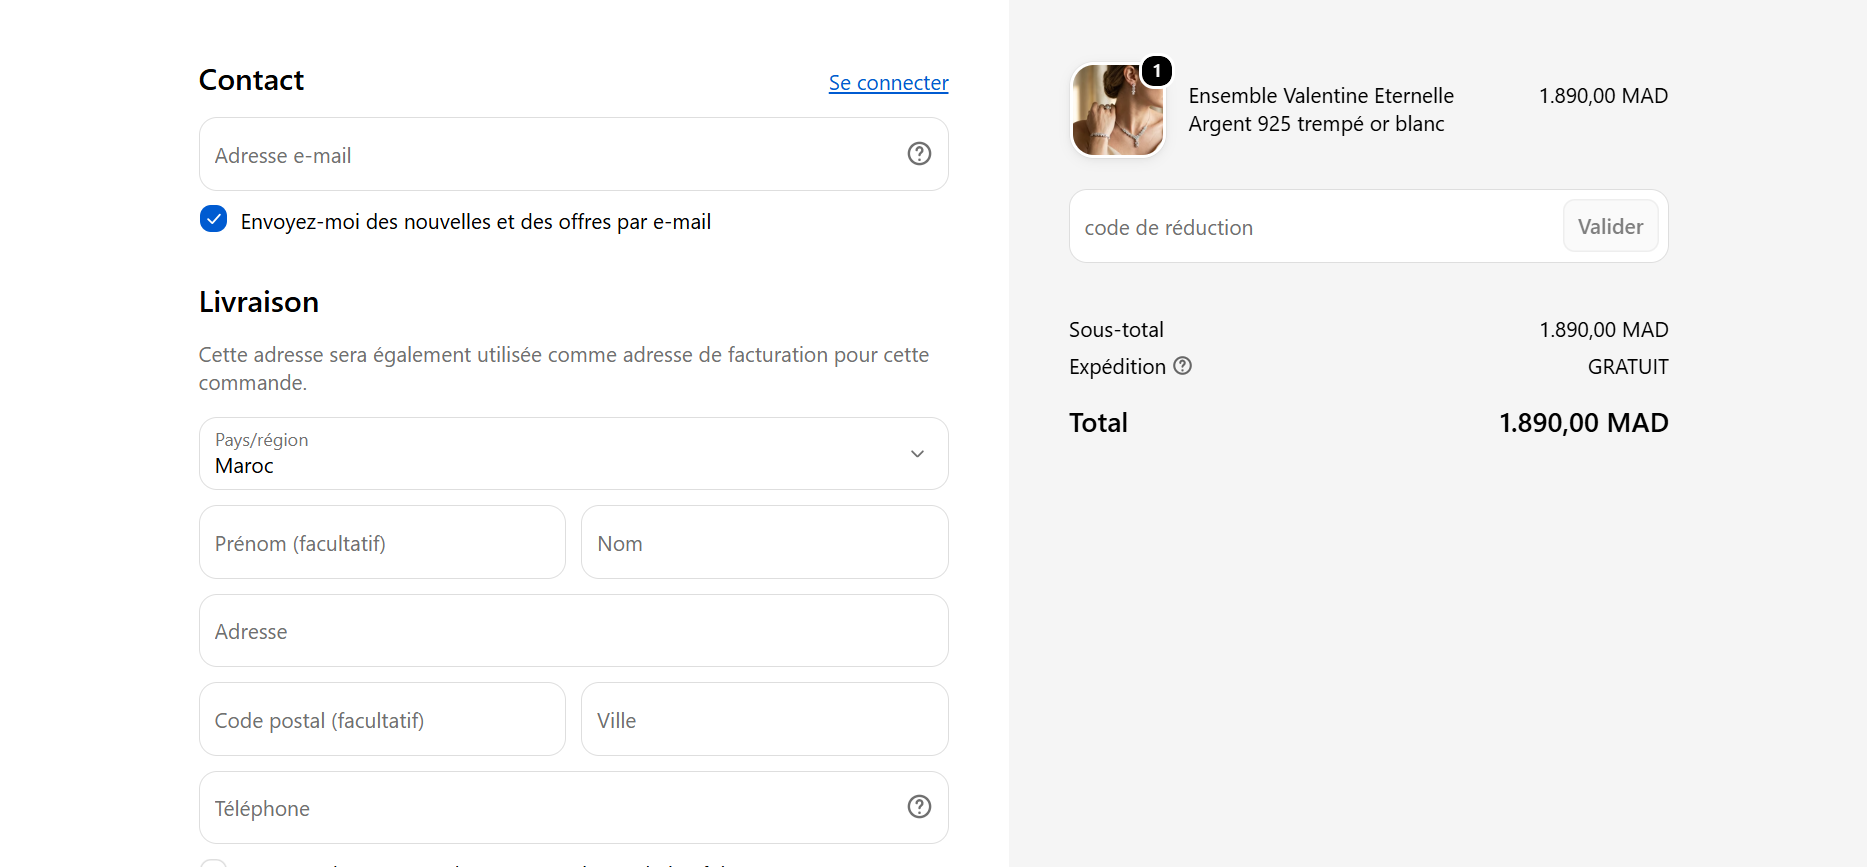 Contact
Se connecter
Adresse e-mail
Envoyez-moi des nouvelles et des offres par e-mail
Livraison
Cette adresse sera également utilisée comme adresse de facturation pour cette
commande.
Pays/région
Maroc
Prénom (facultatif)
Nom
Adresse
Code postal (facultatif)
Ville
Téléphone
1
Ensemble Valentine Eternelle
Argent 925 trempé or blanc
1.890,00 MAD
code de réduction
Valider
Sous-total
1.890,00 MAD
Expédition
GRATUIT
Total
1.890,00 MAD